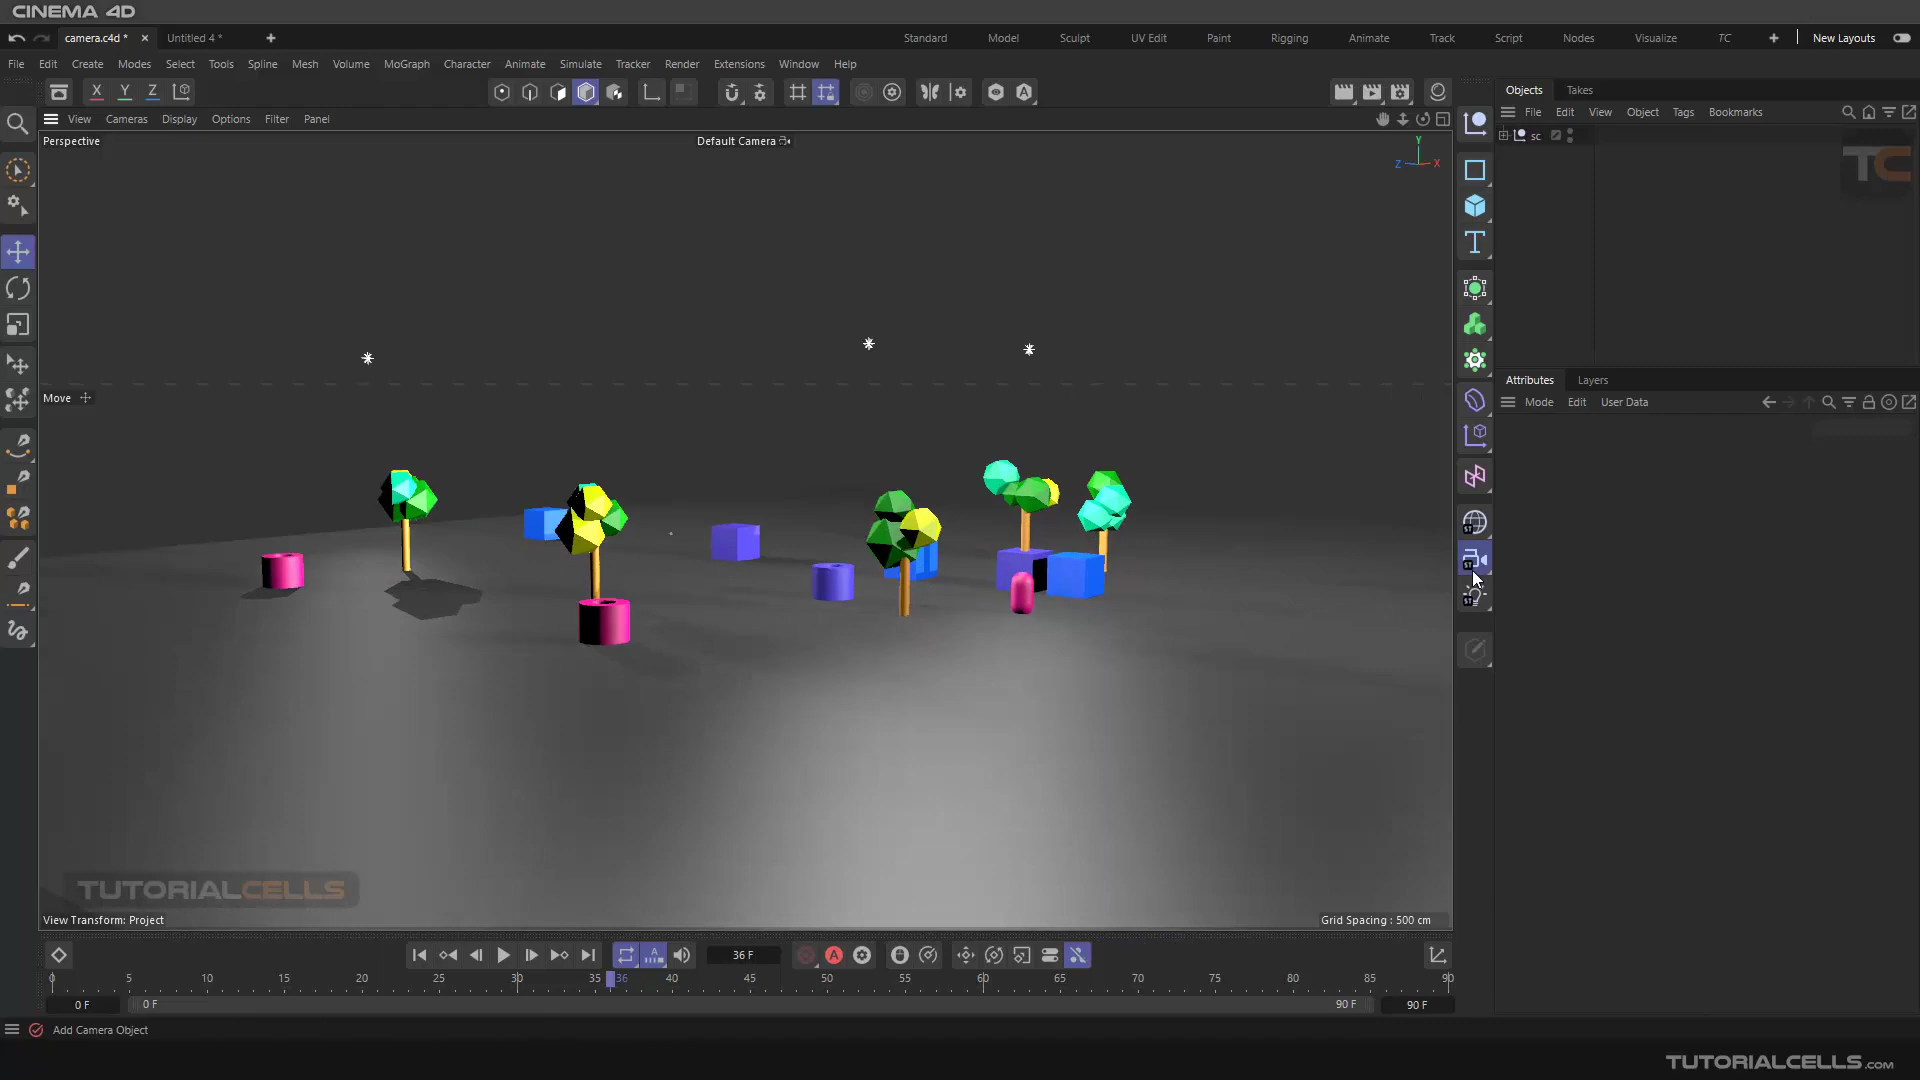 CINEMA 4D
camera.c4d * Untitled 4 * Standard Model Sculpt UV Edit Paint Rigging Animate Track Script Nodes Visualize TC New Layouts
File Edit Create Modes Select Tools Spline Mesh Volume MoGraph Character Animate Simulate Tracker Render Extensions Window Help
X Y Z
Objects Takes
View Cameras Display Options Filter Panel
File Edit View Object Tags Bookmarks
Perspective
Default Camera
Y
Z X
sc
TC
Move
Attributes Layers
Mode Edit User Data
ST
ST
ST
TUTORIALCELLS
View Transform: Project
Grid Spacing : 500 cm
36 F
0 5 10 15 20 25 30 35 36 40 45 50 55 60 65 70 75 80 85 90
0 F 0 F 90 F 90 F
Add Camera Object
TUTORIALCELLS.COM